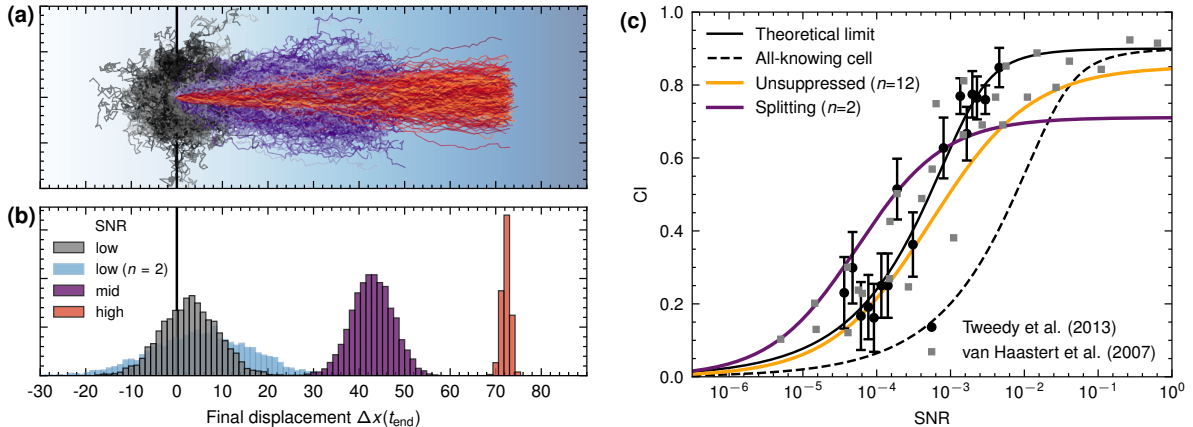 (a)
(b)
SNR
low
low (n = 2)
mid
high
-30 -20 -10 0 10 20 30 40 50 60 70 80
Final displacement Δx(t_end)
(c)
CI
1.0
0.8
0.6
0.4
0.2
0.0
Theoretical limit
All-knowing cell
Unsuppressed (n=12)
Splitting (n=2)
Tweedy et al. (2013)
van Haastert et al. (2007)
10⁻⁶ 10⁻⁵ 10⁻⁴ 10⁻³ 10⁻² 10⁻¹ 10⁰
SNR